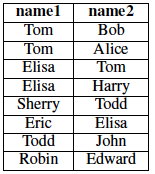 name1 name2
Tom Bob
Tom Alice
Elisa Tom
Elisa Harry
Sherry Todd
Eric Elisa
Todd John
Robin Edward